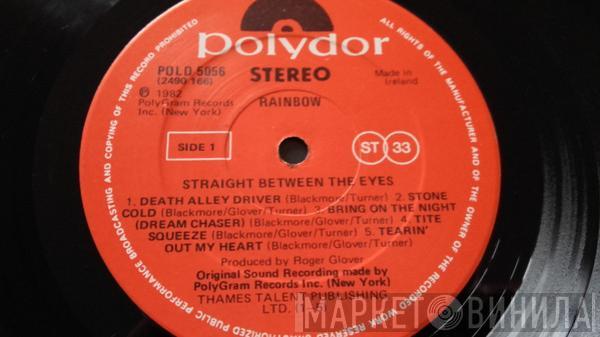 polydor
POLD 5056
(2490 166)
STEREO
Made in
Ireland
℗ 1982
PolyGram Records
Inc. (New York)
RAINBOW
SIDE 1
ST 33
STRAIGHT BETWEEN THE EYES
1. DEATH ALLEY DRIVER (Blackmore/Turner) 2. STONE
COLD (Blackmore/Glover/Turner) 3. BRING ON THE NIGHT
(DREAM CHASER) (Blackmore/Glover/Turner) 4. TITE
SQUEEZE (Blackmore/Glover/Turner) 5. TEARIN'
OUT MY HEART (Blackmore/Glover/Turner)
Produced by Roger Glover
Original Sound Recording made by
PolyGram Records Inc. (New York)
THAMES TALENT PUBLISHING
LTD. (1-5)
ALL RIGHTS OF THE MANUFACTURER AND OF THE OWNER OF THE RECORDED WORK RESERVED
PUBLIC PERFORMANCE BROADCASTING AND COPYING OF THIS RECORD PROHIBITED
МАРКЕТ ВИНИЛА